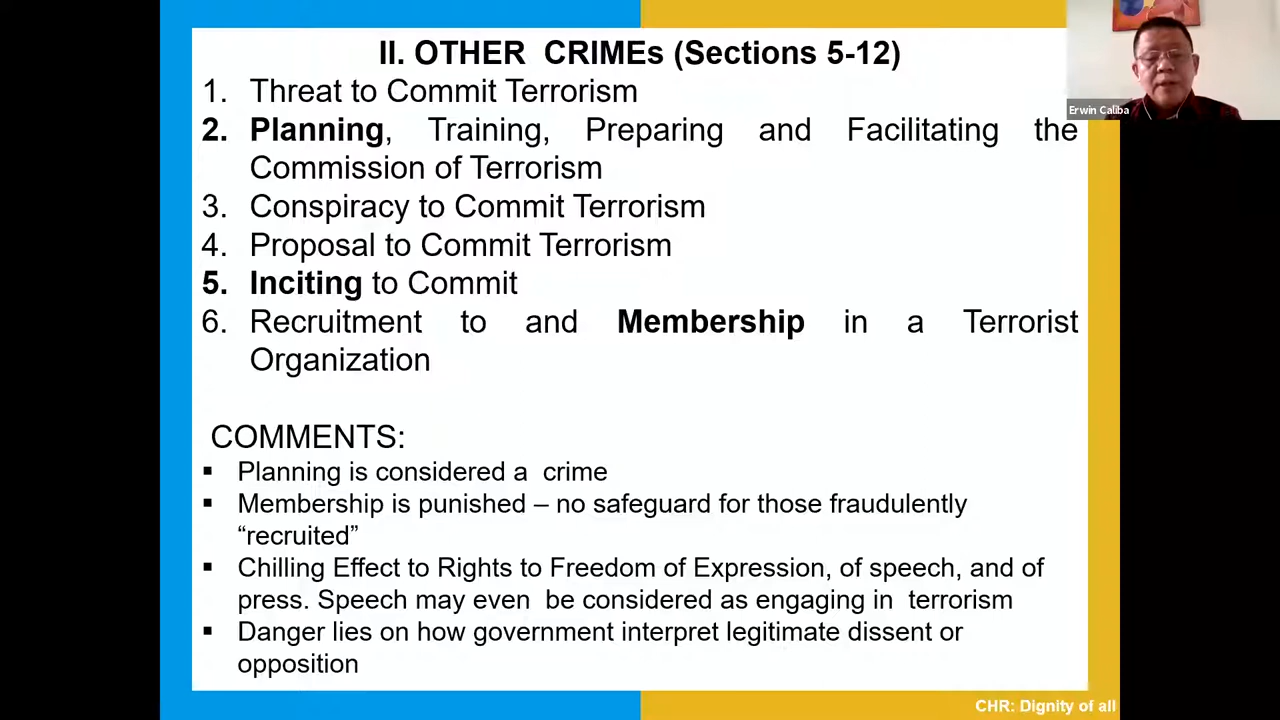 II. OTHER CRIMEs (Sections 5-12)
1. Threat to Commit Terrorism
2. Planning, Training, Preparing and Facilitating the
Commission of Terrorism
3. Conspiracy to Commit Terrorism
4. Proposal to Commit Terrorism
5. Inciting to Commit
6. Recruitment to and Membership in a Terrorist
Organization
COMMENTS:
▪ Planning is considered a crime
▪ Membership is punished – no safeguard for those fraudulently
“recruited”
▪ Chilling Effect to Rights to Freedom of Expression, of speech, and of
press. Speech may even be considered as engaging in terrorism
▪ Danger lies on how government interpret legitimate dissent or
opposition
CHR: Dignity of all
Erwin Caliba